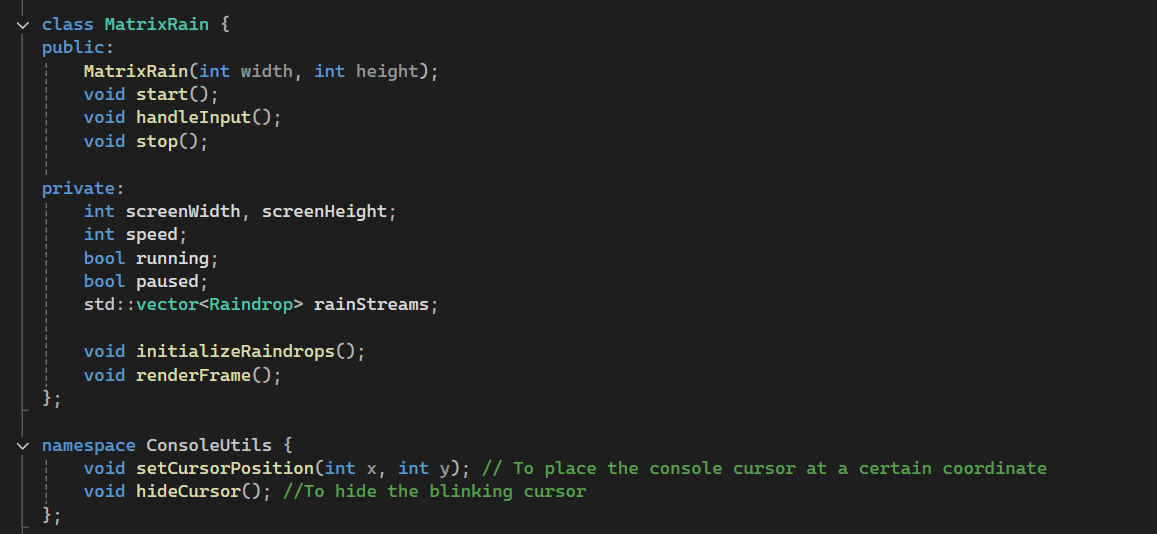 class MatrixRain {
public:
    MatrixRain(int width, int height);
    void start();
    void handleInput();
    void stop();

private:
    int screenWidth, screenHeight;
    int speed;
    bool running;
    bool paused;
    std::vector<Raindrop> rainStreams;

    void initializeRaindrops();
    void renderFrame();
};

namespace ConsoleUtils {
    void setCursorPosition(int x, int y); // To place the console cursor at a certain coordinate
    void hideCursor(); //To hide the blinking cursor
};